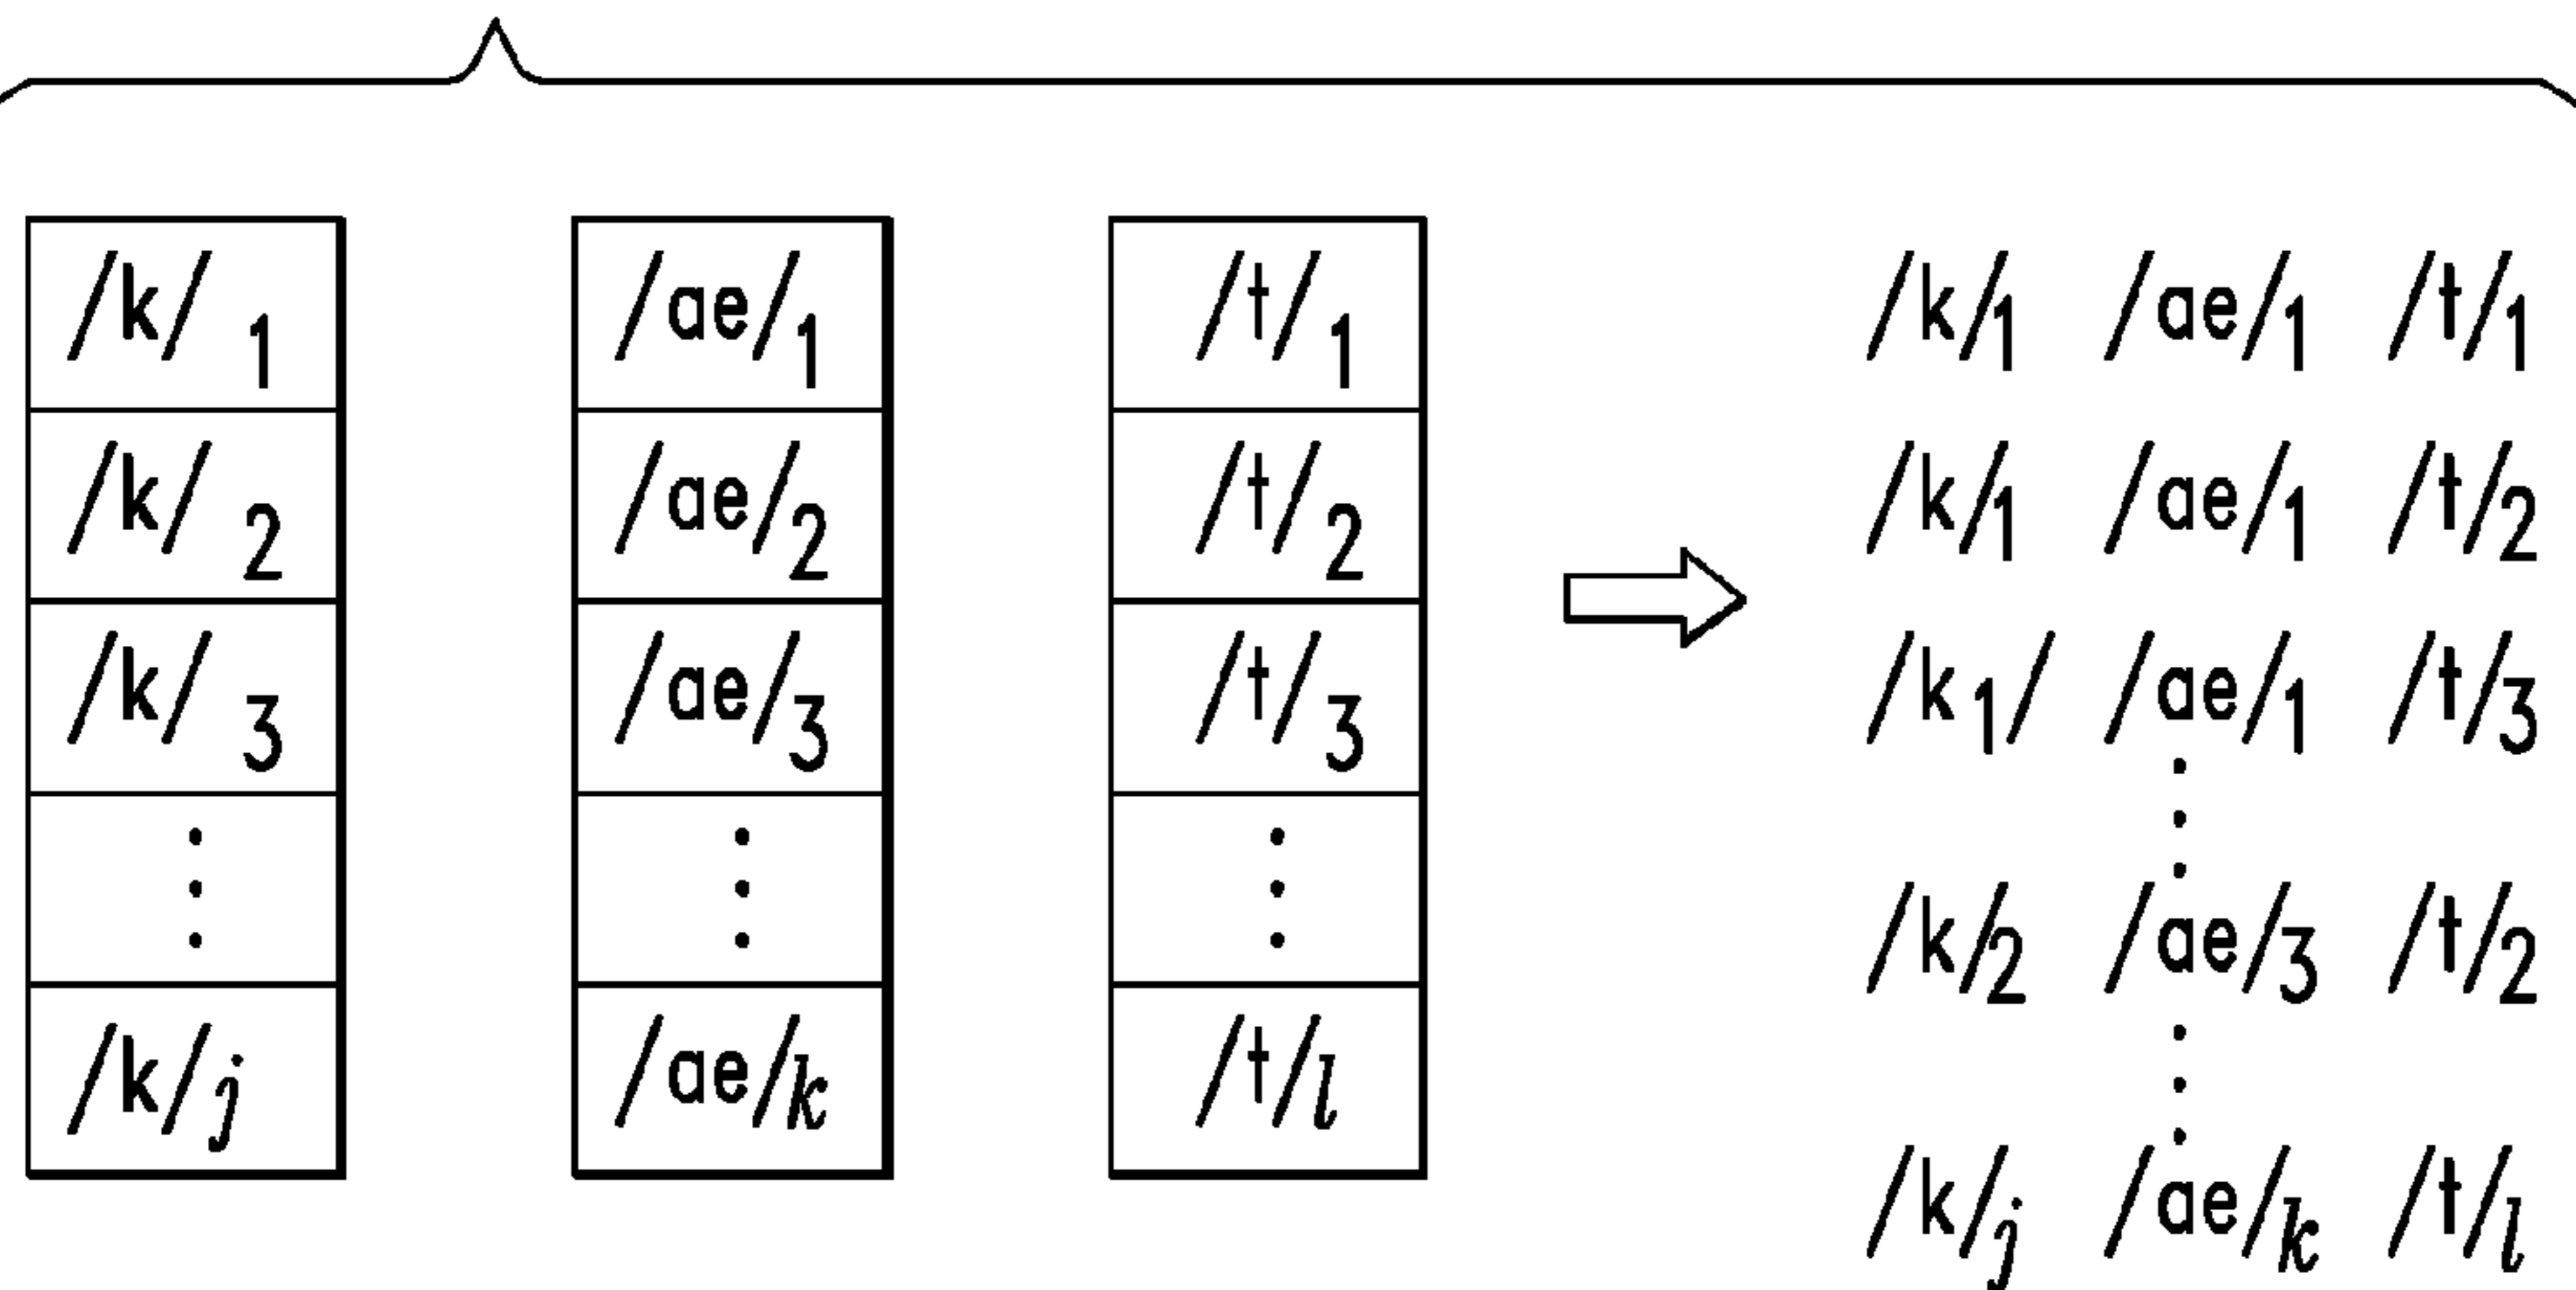 /k/ 1 /ae/1 /t/1 /k/1 /ae/1 /t/1
/k/ 2 /ae/2 /t/2 /k/1 /ae/1 /t/2
/k/ 3 /ae/3 /t/3 /k1/ /ae/1 /t/3
/k/2 /ae/3 /t/2
/k/j /ae/k /t/l
/k/j /ae/k /t/l